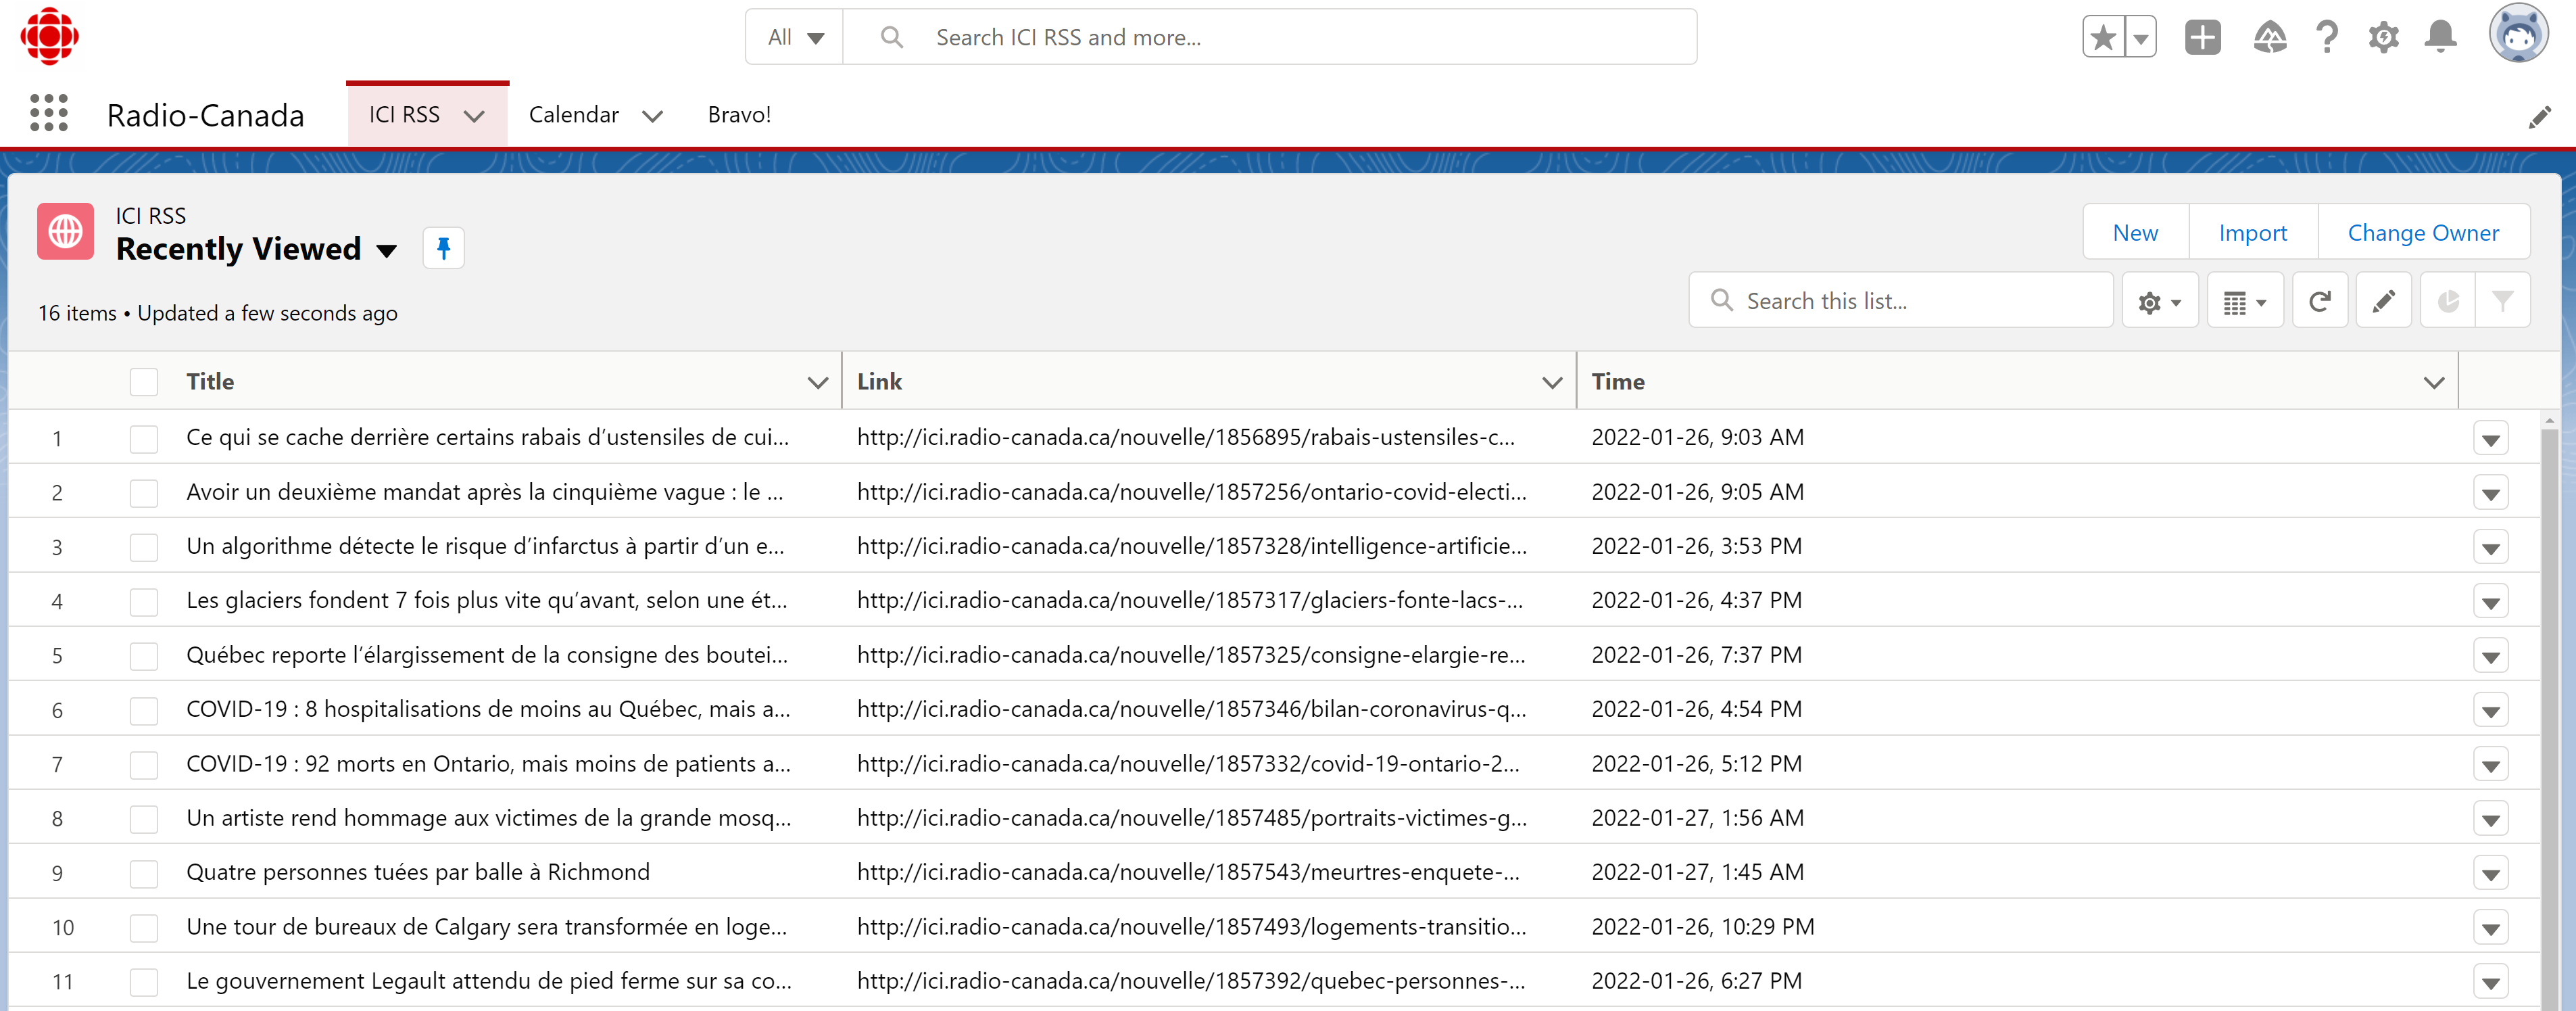 All
Search ICI RSS and more...
Radio-Canada
ICI RSS
Calendar
Bravo!
ICI RSS
Recently Viewed
New
Import
Change Owner
16 items • Updated a few seconds ago
Search this list...
Title Link Time
1 Ce qui se cache derrière certains rabais d’ustensiles de cui... http://ici.radio-canada.ca/nouvelle/1856895/rabais-ustensiles-c... 2022-01-26, 9:03 AM
2 Avoir un deuxième mandat après la cinquième vague : le ... http://ici.radio-canada.ca/nouvelle/1857256/ontario-covid-electi... 2022-01-26, 9:05 AM
3 Un algorithme détecte le risque d’infarctus à partir d’un e... http://ici.radio-canada.ca/nouvelle/1857328/intelligence-artificie... 2022-01-26, 3:53 PM
4 Les glaciers fondent 7 fois plus vite qu’avant, selon une ét... http://ici.radio-canada.ca/nouvelle/1857317/glaciers-fonte-lacs-... 2022-01-26, 4:37 PM
5 Québec reporte l’élargissement de la consigne des boutei... http://ici.radio-canada.ca/nouvelle/1857325/consigne-elargie-re... 2022-01-26, 7:37 PM
6 COVID-19 : 8 hospitalisations de moins au Québec, mais a... http://ici.radio-canada.ca/nouvelle/1857346/bilan-coronavirus-q... 2022-01-26, 4:54 PM
7 COVID-19 : 92 morts en Ontario, mais moins de patients a... http://ici.radio-canada.ca/nouvelle/1857332/covid-19-ontario-2... 2022-01-26, 5:12 PM
8 Un artiste rend hommage aux victimes de la grande mosq... http://ici.radio-canada.ca/nouvelle/1857485/portraits-victimes-g... 2022-01-27, 1:56 AM
9 Quatre personnes tuées par balle à Richmond http://ici.radio-canada.ca/nouvelle/1857543/meurtres-enquete-... 2022-01-27, 1:45 AM
10 Une tour de bureaux de Calgary sera transformée en loge... http://ici.radio-canada.ca/nouvelle/1857493/logements-transitio... 2022-01-26, 10:29 PM
11 Le gouvernement Legault attendu de pied ferme sur sa co... http://ici.radio-canada.ca/nouvelle/1857392/quebec-personnes-... 2022-01-26, 6:27 PM